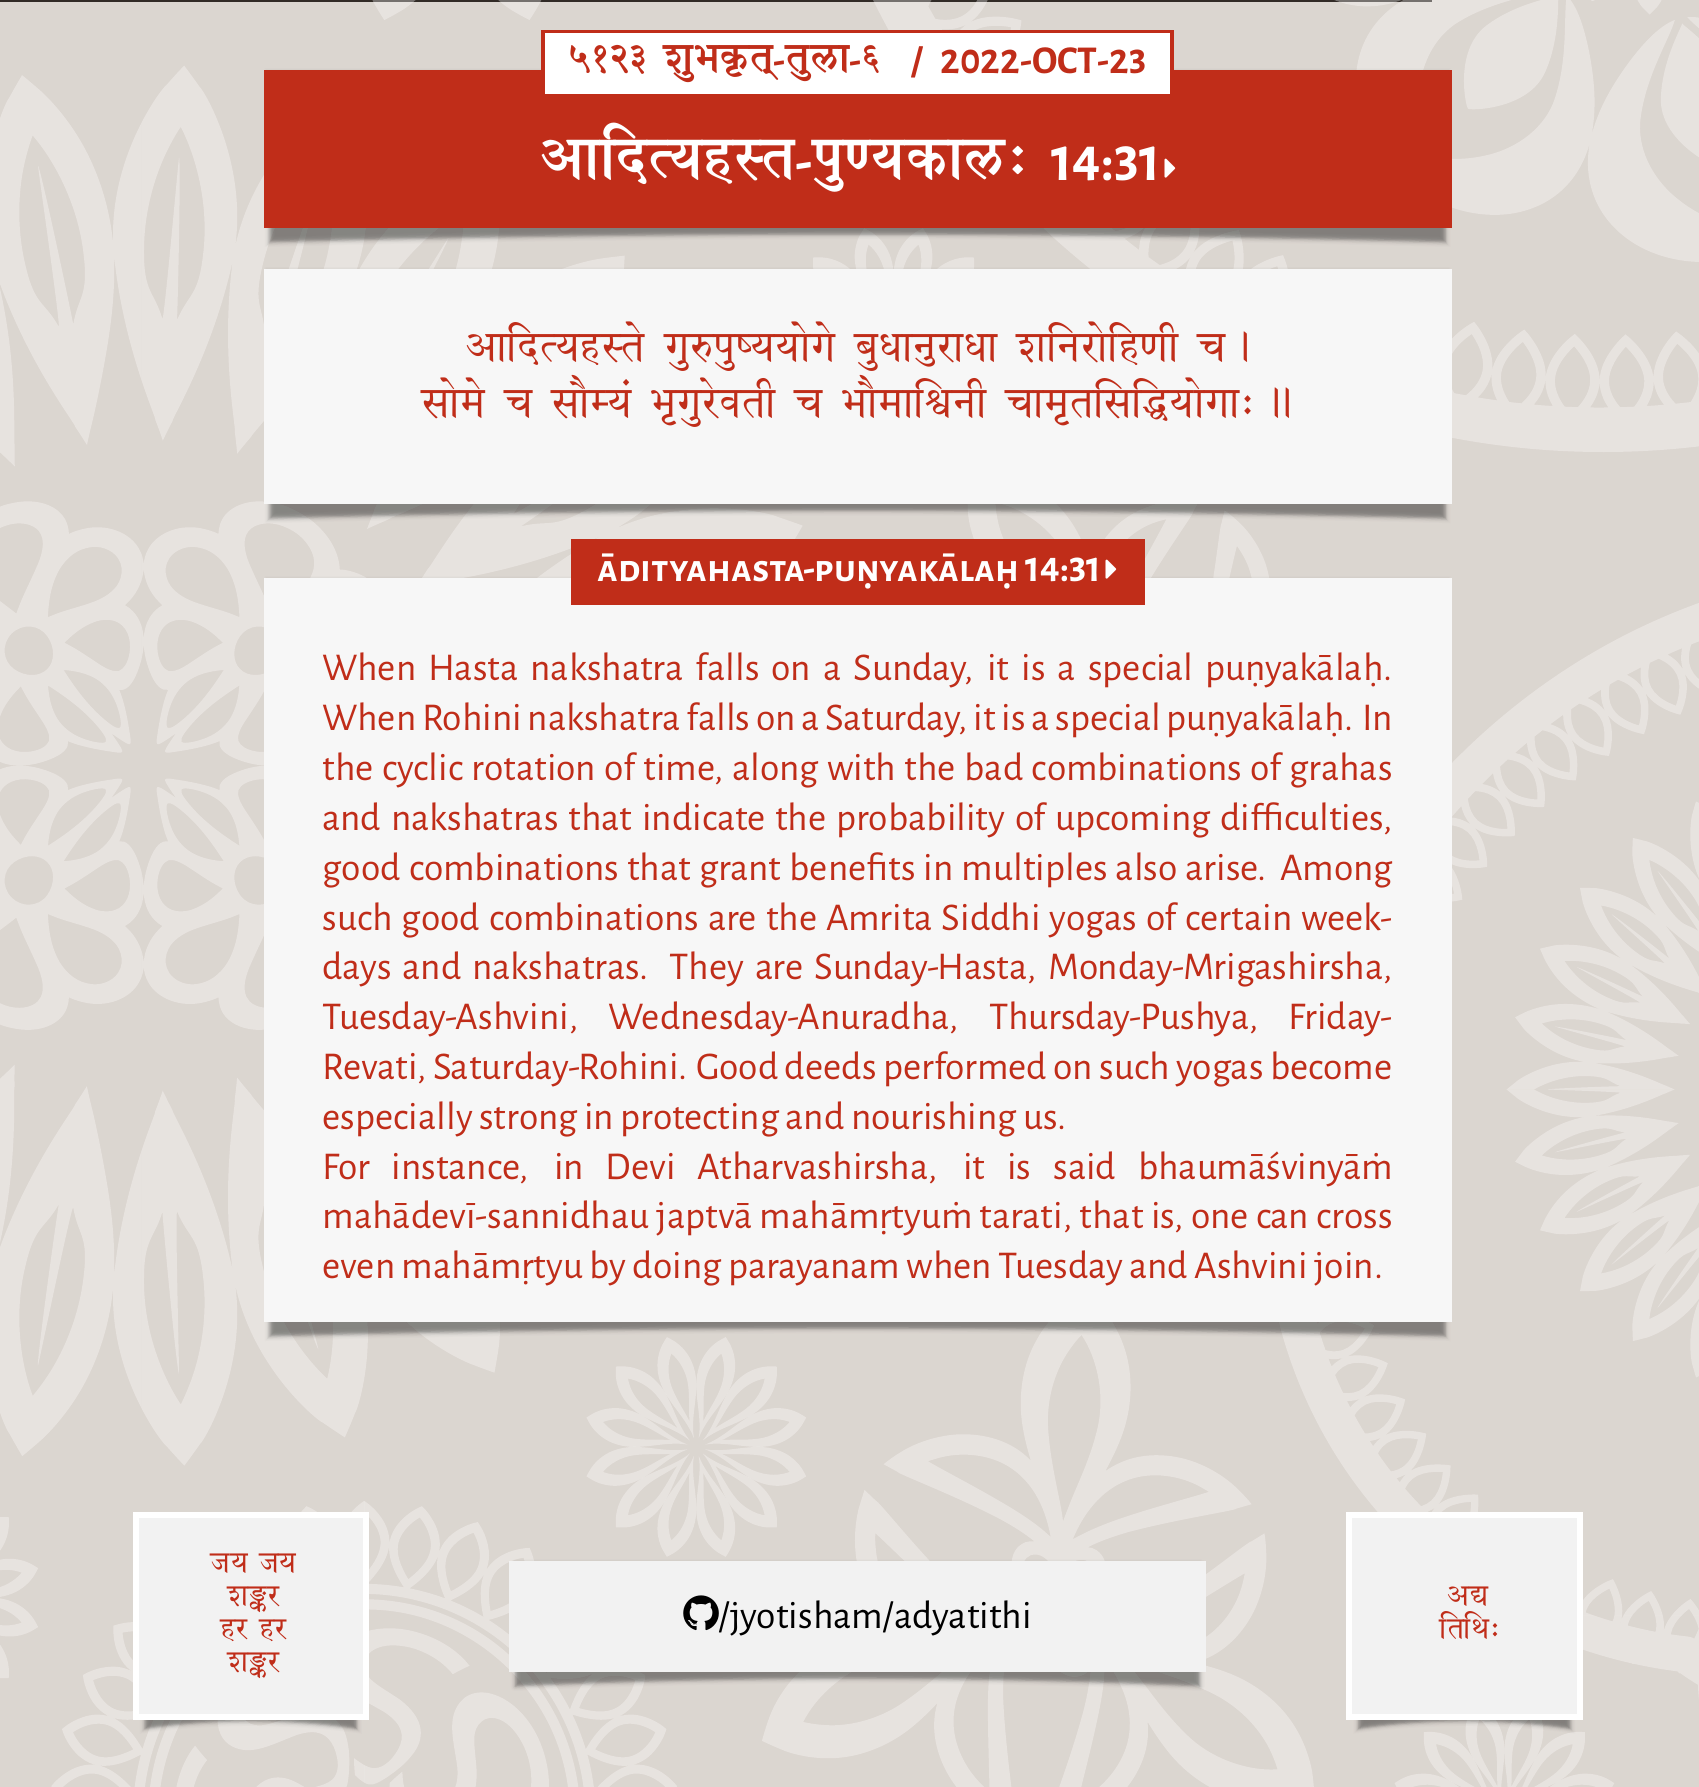 ५१२३ शुभकृत्-तुला-६ / 2022-OCT-23
आदित्यहस्त-पुण्यकालः 14:31▸
आदित्यहस्ते गुरुपुष्ययोगे बुधानुराधा शनिरोहिणी च।
सोमे च सौम्यं भृगुरेवती च भौमाश्विनी चामृतसिद्धियोगाः॥
ĀDITYAHASTA-PUṆYAKĀLAḤ 14:31▸
When Hasta nakshatra falls on a Sunday, it is a special puṇyakālaḥ.
When Rohini nakshatra falls on a Saturday, it is a special puṇyakālaḥ. In
the cyclic rotation of time, along with the bad combinations of grahas
and nakshatras that indicate the probability of upcoming difficulties,
good combinations that grant benefits in multiples also arise. Among
such good combinations are the Amrita Siddhi yogas of certain week-
days and nakshatras. They are Sunday-Hasta, Monday-Mrigashirsha,
Tuesday-Ashvini, Wednesday-Anuradha, Thursday-Pushya, Friday-
Revati, Saturday-Rohini. Good deeds performed on such yogas become
especially strong in protecting and nourishing us.
For instance, in Devi Atharvashirsha, it is said bhaumāśvinyāṁ
mahādevī-sannidhau japtvā mahāmṛtyuṁ tarati, that is, one can cross
even mahāmṛtyu by doing parayanam when Tuesday and Ashvini join.
जय जय
शङ्कर
हर हर
शङ्कर
/jyotisham/adyatithi
अद्य
तिथिः